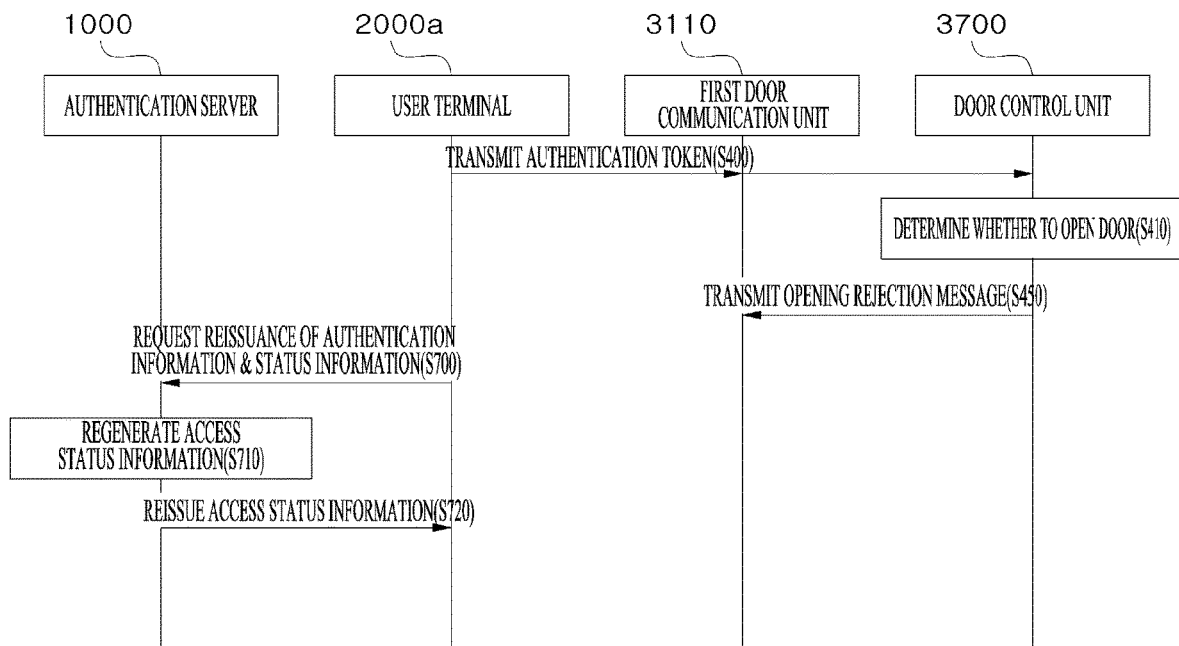 1000
2000a
3110
3700
AUTHENTICATION SERVER
USER TERMINAL
FIRST DOOR
COMMUNICATION UNIT
DOOR CONTROL UNIT
TRANSMIT AUTHENTICATION TOKEN(S400)
DETERMINE WHETHER TO OPEN DOOR(S410)
TRANSMIT OPENING REJECTION MESSAGE(S450)
REQUEST REISSUANCE OF AUTHENTICATION
INFORMATION & STATUS INFORMATION(S700)
REGENERATE ACCESS
STATUS INFORMATION(S710)
REISSUE ACCESS STATUS INFORMATION(S720)